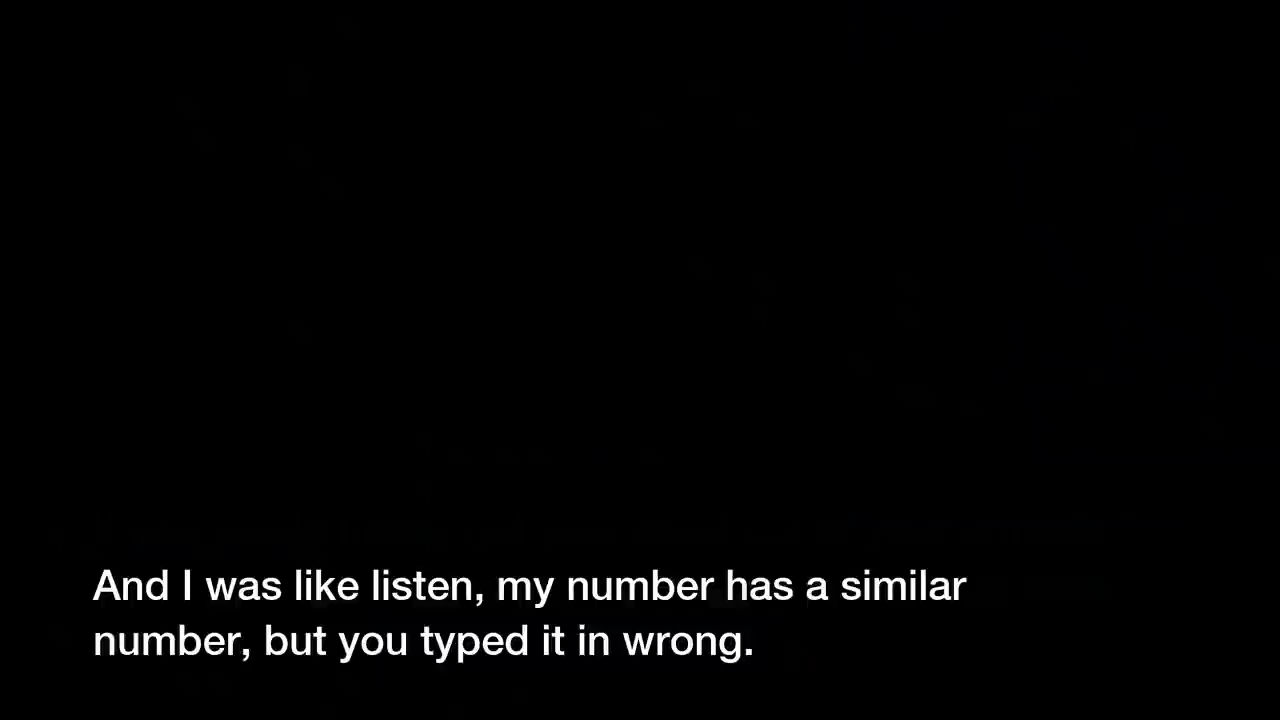 And I was like listen, my number has a similar
number, but you typed it in wrong.